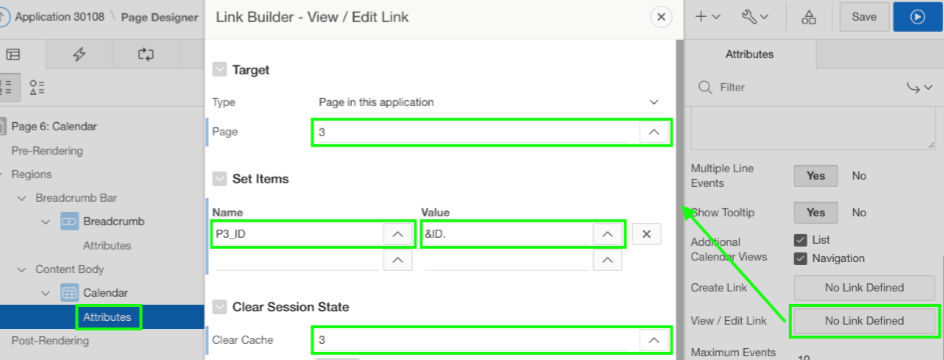 Application 30108 \ Page Designer
Page 6: Calendar
Pre-Rendering
Regions
Breadcrumb Bar
Breadcrumb
Attributes
Content Body
Calendar
Attributes
Post-Rendering
Link Builder - View / Edit Link
Target
Type Page in this application
Page 3
Set Items
Name Value
P3_ID &ID.
Clear Session State
Clear Cache 3
Save
Attributes
Filter
Multiple Line
Events
Yes No
Show Tooltip Yes No
Additional
Calendar Views
List
Navigation
Create Link No Link Defined
View / Edit Link No Link Defined
Maximum Events 10